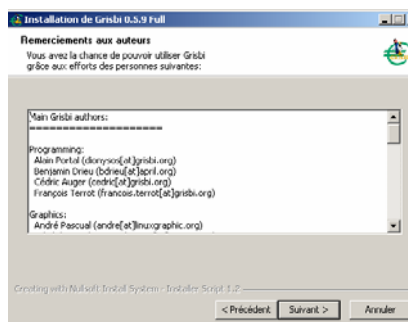 Installation de Grisbi 0.5.9 Full
Remerciements aux auteurs
Vous avez la chance de pouvoir utiliser Grisbi
grâce aux efforts des personnes suivantes:
Main Grisbi authors:
====================
Programming:
Alain Portal (dionysos[at]grisbi.org)
Benjamin Drieu (bdrieu[at]april.org)
Cédric Auger (cedric[at]grisbi.org)
François Terrot (francois.terrot[at]grisbi.org)
Graphics:
André Pascual (andre[at]linuxgraphic.org)
Creating with Nullsoft Install System - Installer Script 1.2
< Précédent
Suivant >
Annuler